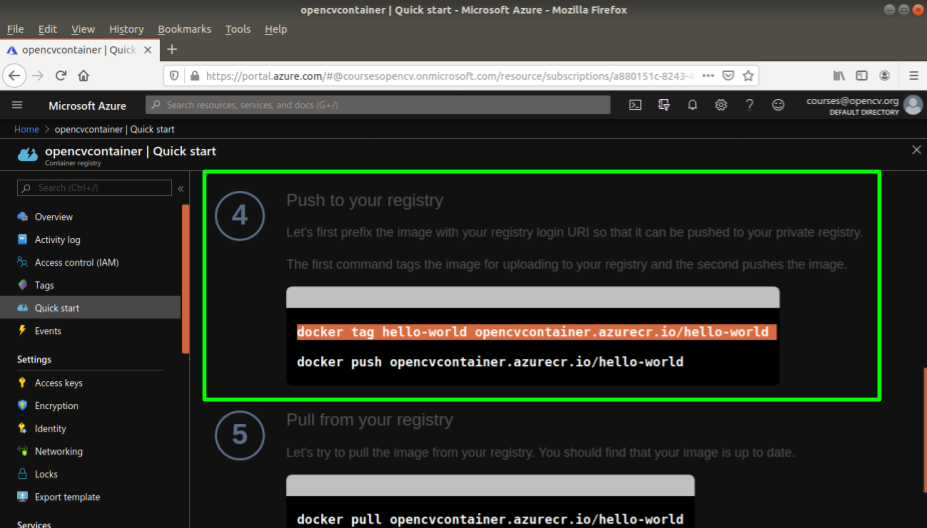 opencvcontainer | Quick start - Microsoft Azure - Mozilla Firefox
File Edit View History Bookmarks Tools Help
opencvcontainer | Quick
https://portal.azure.com/#@coursesopencv.onmicrosoft.com/resource/subscriptions/a880151c-8243-4
Microsoft Azure
Search resources, services, and docs (G+/)
courses@opencv.org
DEFAULT DIRECTORY
Home > opencvcontainer | Quick start
opencvcontainer | Quick start
Container registry
Search (Ctrl+/)
Overview
Activity log
Access control (IAM)
Tags
Quick start
Events
Settings
Access keys
Encryption
Identity
Networking
Locks
Export template
Services
4
Push to your registry
Let's first prefix the image with your registry login URI so that it can be pushed to your private registry.
The first command tags the image for uploading to your registry and the second pushes the image.
docker tag hello-world opencvcontainer.azurecr.io/hello-world
docker push opencvcontainer.azurecr.io/hello-world
5
Pull from your registry
Let's try to pull the image from your registry. You should find that your image is up to date.
docker pull opencvcontainer.azurecr.io/hello-world